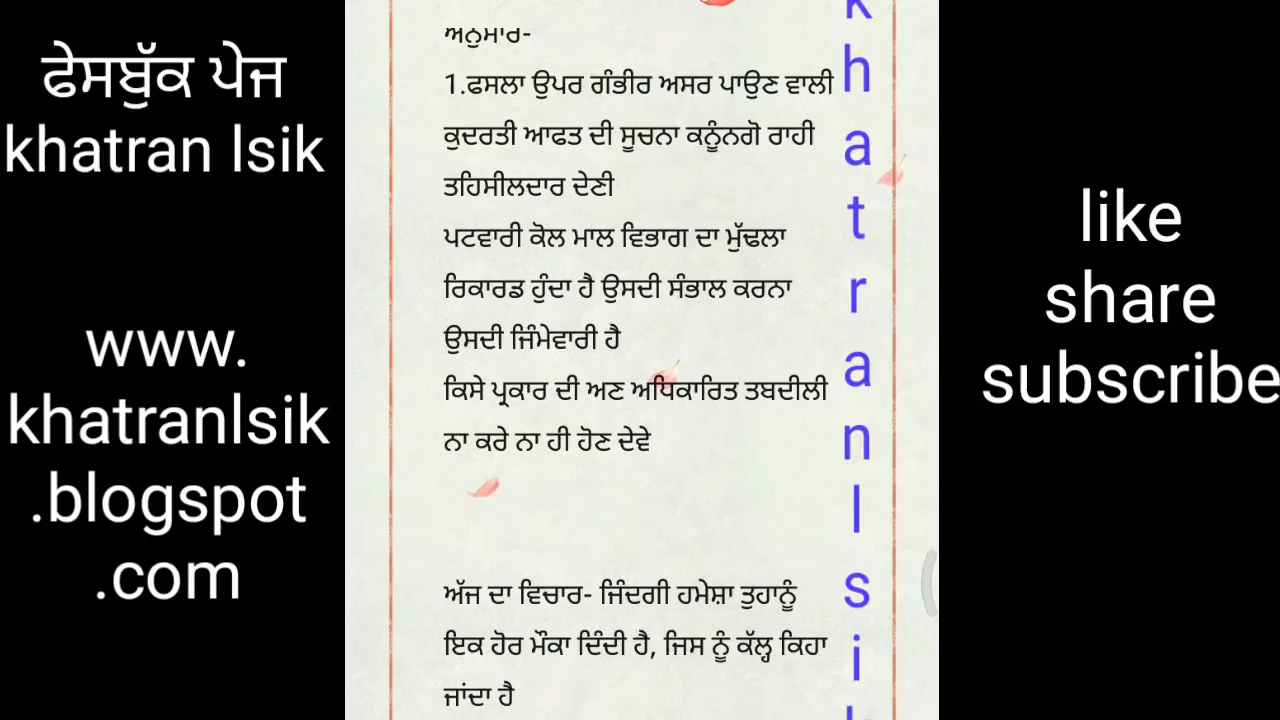 ਫੇਸਬੁੱਕ ਪੇਜ
khatran lsik
www.
khatranlsik
.blogspot
.com
ਅਨੁਸਾਰ-
1.ਫਸਲਾ ਉਪਰ ਗੰਭੀਰ ਅਸਰ ਪਾਉਣ ਵਾਲੀ
ਕੁਦਰਤੀ ਆਫਤ ਦੀ ਸੂਚਨਾ ਕਨੂੰਨਗੋ ਰਾਹੀ
ਤਹਿਸੀਲਦਾਰ ਦੇਣੀ
ਪਟਵਾਰੀ ਕੋਲ ਮਾਲ ਵਿਭਾਗ ਦਾ ਮੁੱਢਲਾ
ਰਿਕਾਰਡ ਹੁੰਦਾ ਹੈ ਉਸਦੀ ਸੰਭਾਲ ਕਰਨਾ
ਉਸਦੀ ਜਿੰਮੇਵਾਰੀ ਹੈ
ਕਿਸੇ ਪ੍ਰਕਾਰ ਦੀ ਅਣ ਅਧਿਕਾਰਿਤ ਤਬਦੀਲੀ
ਨਾ ਕਰੇ ਨਾ ਹੀ ਹੋਣ ਦੇਵੇ
ਅੱਜ ਦਾ ਵਿਚਾਰ- ਜਿੰਦਗੀ ਹਮੇਸ਼ਾ ਤੁਹਾਨੂੰ
ਇਕ ਹੋਰ ਮੌਕਾ ਦਿੰਦੀ ਹੈ, ਜਿਸ ਨੂੰ ਕੱਲ੍ਹ ਕਿਹਾ
ਜਾਂਦਾ ਹੈ
khatranlsik
like
share
subscribe